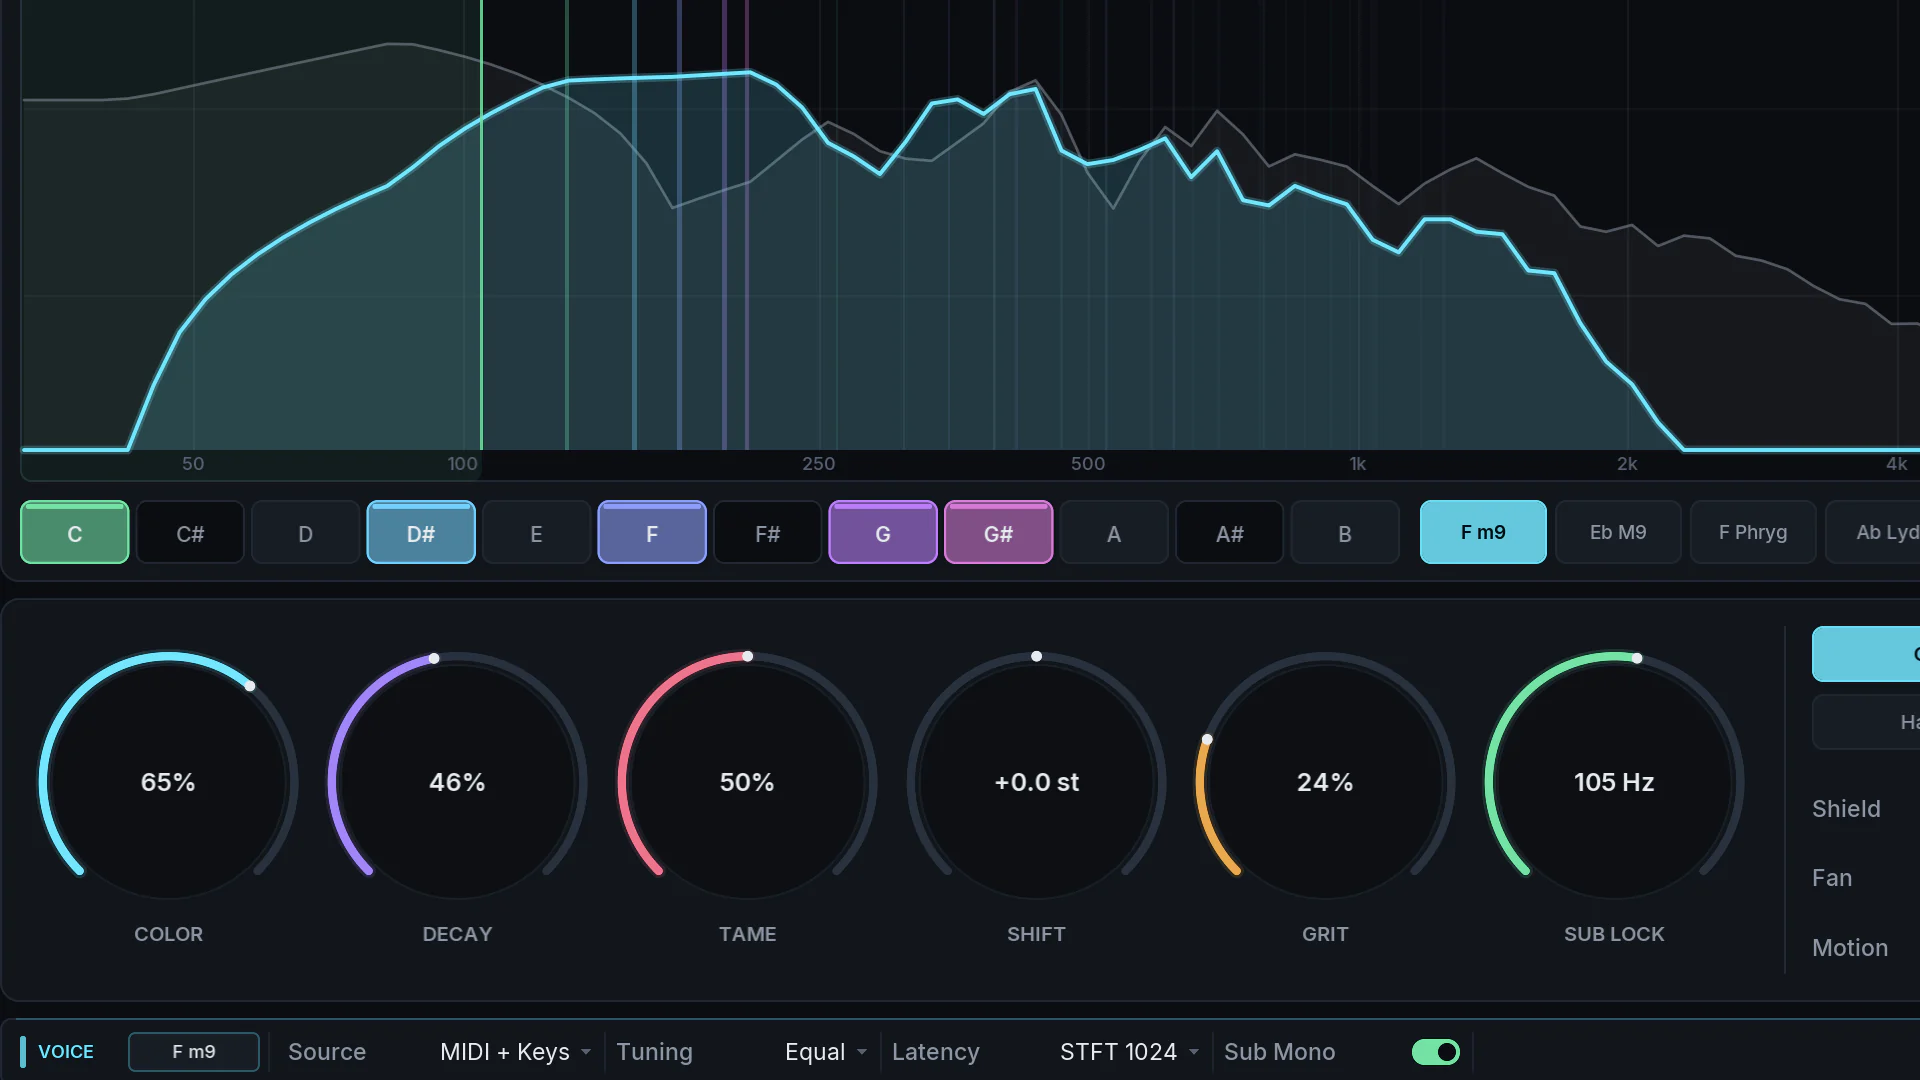 50 100 250 500 1k 2k 4k
C C# D D# E F F# G G# A A# B F m9 Eb M9 F Phryg Ab Lyd
65% 46% 50% +0.0 st 24% 105 Hz
COLOR DECAY TAME SHIFT GRIT SUB LOCK
Shield
Fan
Motion
VOICE F m9 Source MIDI + Keys Tuning Equal Latency STFT 1024 Sub Mono